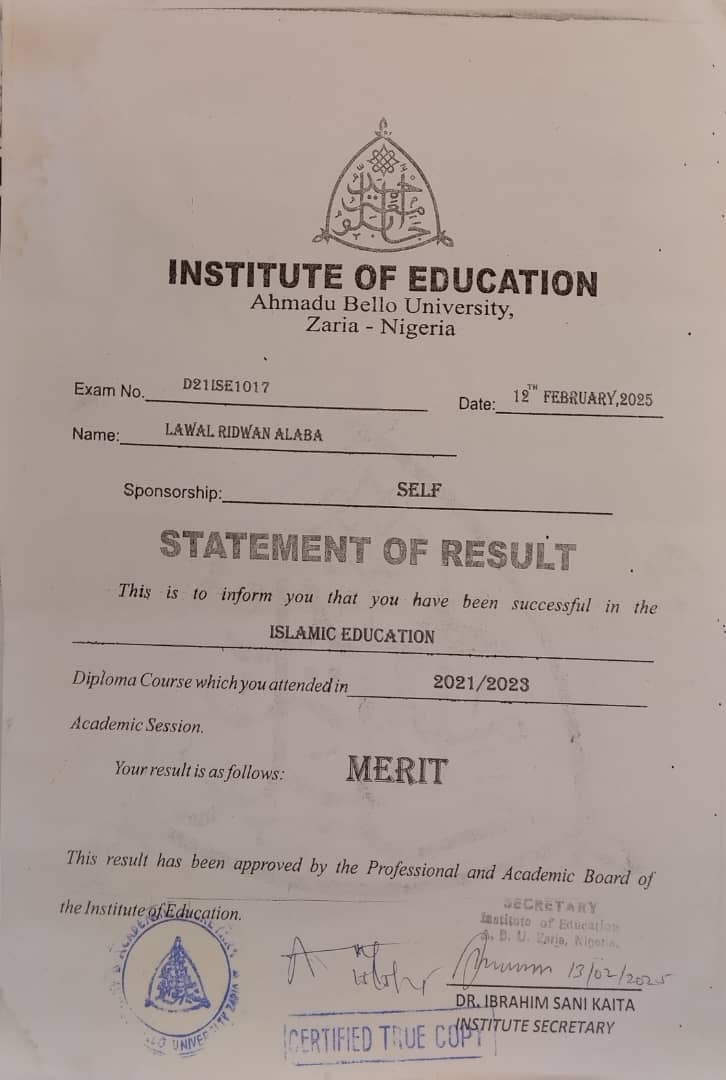 INSTITUTE OF EDUCATION
Ahmadu Bello University,
Zaria - Nigeria
Exam No. D21ISE1017
Date: 12TH FEBRUARY,2025
Name: LAWAL RIDWAN ALABA
Sponsorship: SELF
STATEMENT OF RESULT
This is to inform you that you have been successful in the
ISLAMIC EDUCATION
Diploma Course which you attended in 2021/2023
Academic Session.
Your result is as follows: MERIT
This result has been approved by the Professional and Academic Board of
the Institute of Education.
SECRETARY
Institute of Education
A. B. U. Zaria, Nigeria.
13/02/2025
DR. IBRAHIM SANI KAITA
INSTITUTE SECRETARY
CERTIFIED TRUE COPY